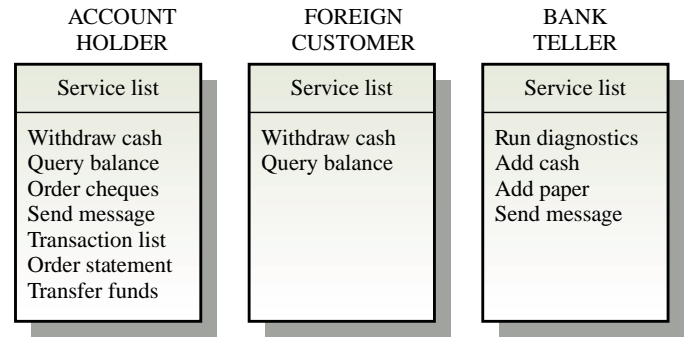 ACCOUNT
HOLDER
Service list
Withdraw cash
Query balance
Order cheques
Send message
Transaction list
Order statement
Transfer funds
FOREIGN
CUSTOMER
Service list
Withdraw cash
Query balance
BANK
TELLER
Service list
Run diagnostics
Add cash
Add paper
Send message